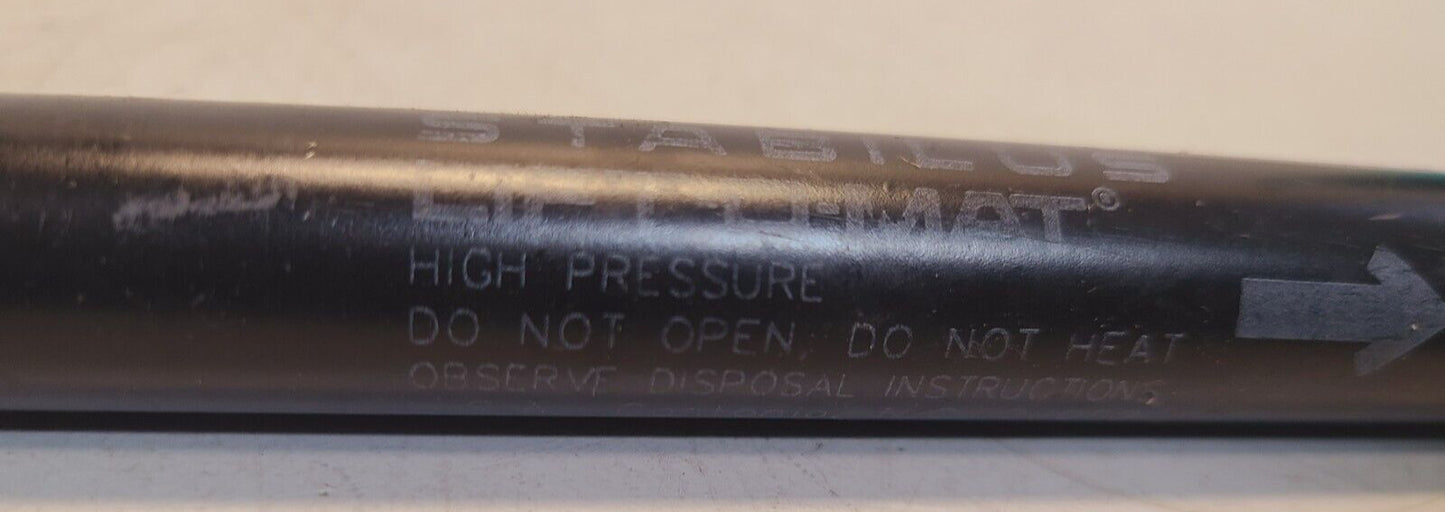 STABILUS
LIFT-O-MAT®
HIGH PRESSURE
DO NOT OPEN, DO NOT HEAT
OBSERVE DISPOSAL INSTRUCTIONS